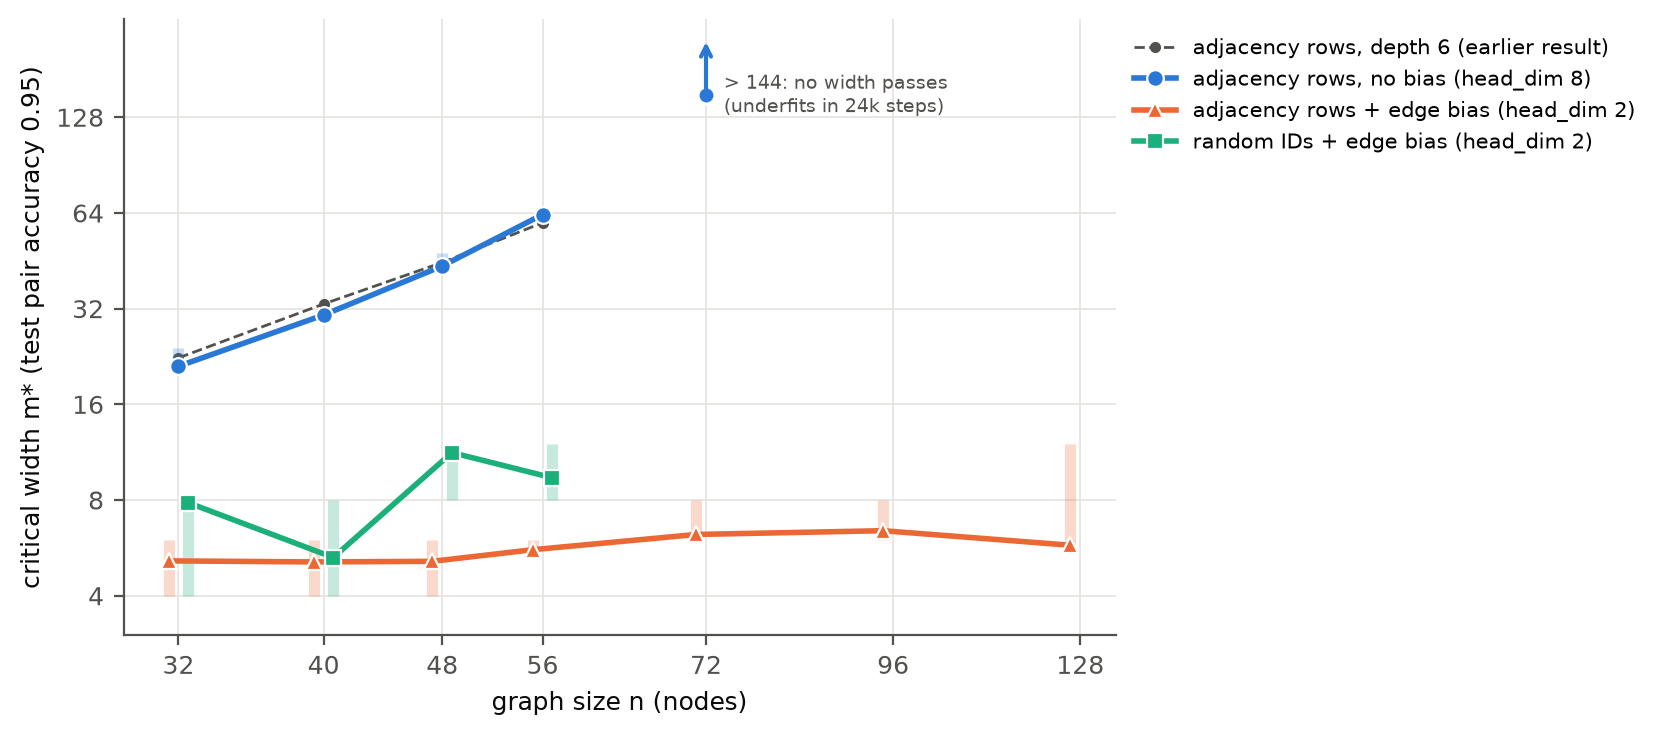 critical width m* (test pair accuracy 0.95)
128
64
32
16
8
4
> 144: no width passes
(underfits in 24k steps)
32
40
48
56
72
96
128
graph size n (nodes)
adjacency rows, depth 6 (earlier result)
adjacency rows, no bias (head_dim 8)
adjacency rows + edge bias (head_dim 2)
random IDs + edge bias (head_dim 2)